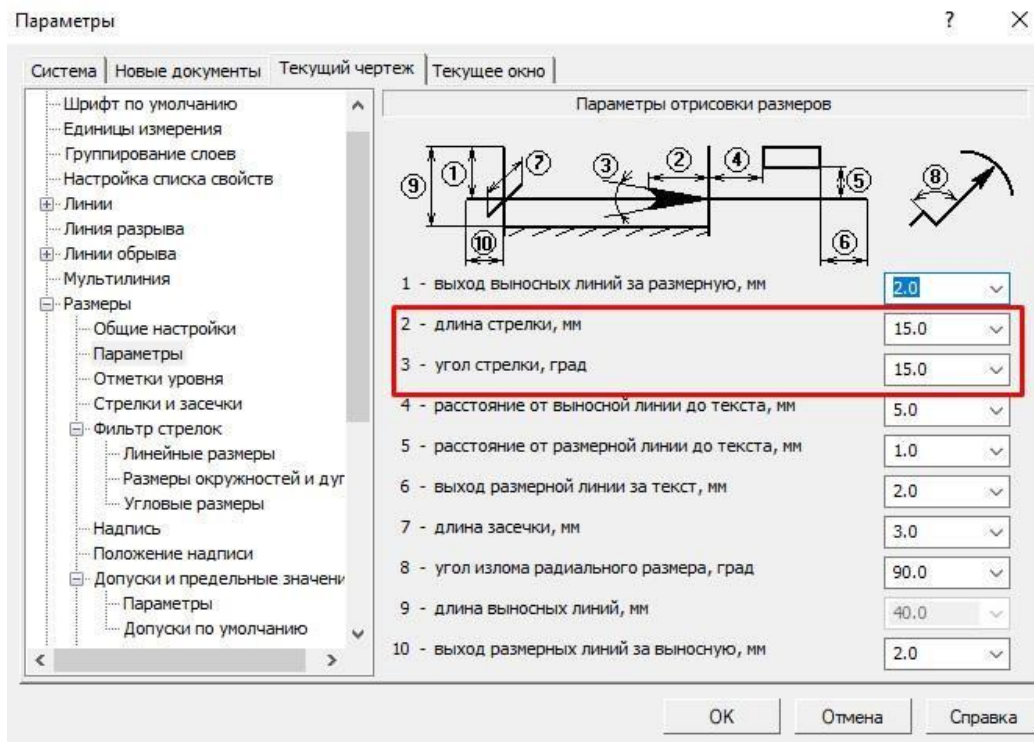 Параметры
?
Система
Новые документы
Текущий чертеж
Текущее окно
Шрифт по умолчанию
Единицы измерения
Группирование слоев
Настройка списка свойств
Линии
Линия разрыва
Линии обрыва
Мультилиния
Размеры
Общие настройки
Параметры
Отметки уровня
Стрелки и засечки
Фильтр стрелок
Линейные размеры
Размеры окружностей и дуг
Угловые размеры
Надпись
Положение надписи
Допуски и предельные значени
Параметры
Допуски по умолчанию
Параметры отрисовки размеров
9 1 7 3 2 4 5 8
10 6
1 - выход выносных линий за размерную, мм 2.0
2 - длина стрелки, мм 15.0
3 - угол стрелки, град 15.0
4 - расстояние от выносной линии до текста, мм 5.0
5 - расстояние от размерной линии до текста, мм 1.0
6 - выход размерной линии за текст, мм 2.0
7 - длина засечки, мм 3.0
8 - угол излома радиального размера, град 90.0
9 - длина выносных линий, мм 40.0
10 - выход размерных линий за выносную, мм 2.0
OK
Отмена
Справка